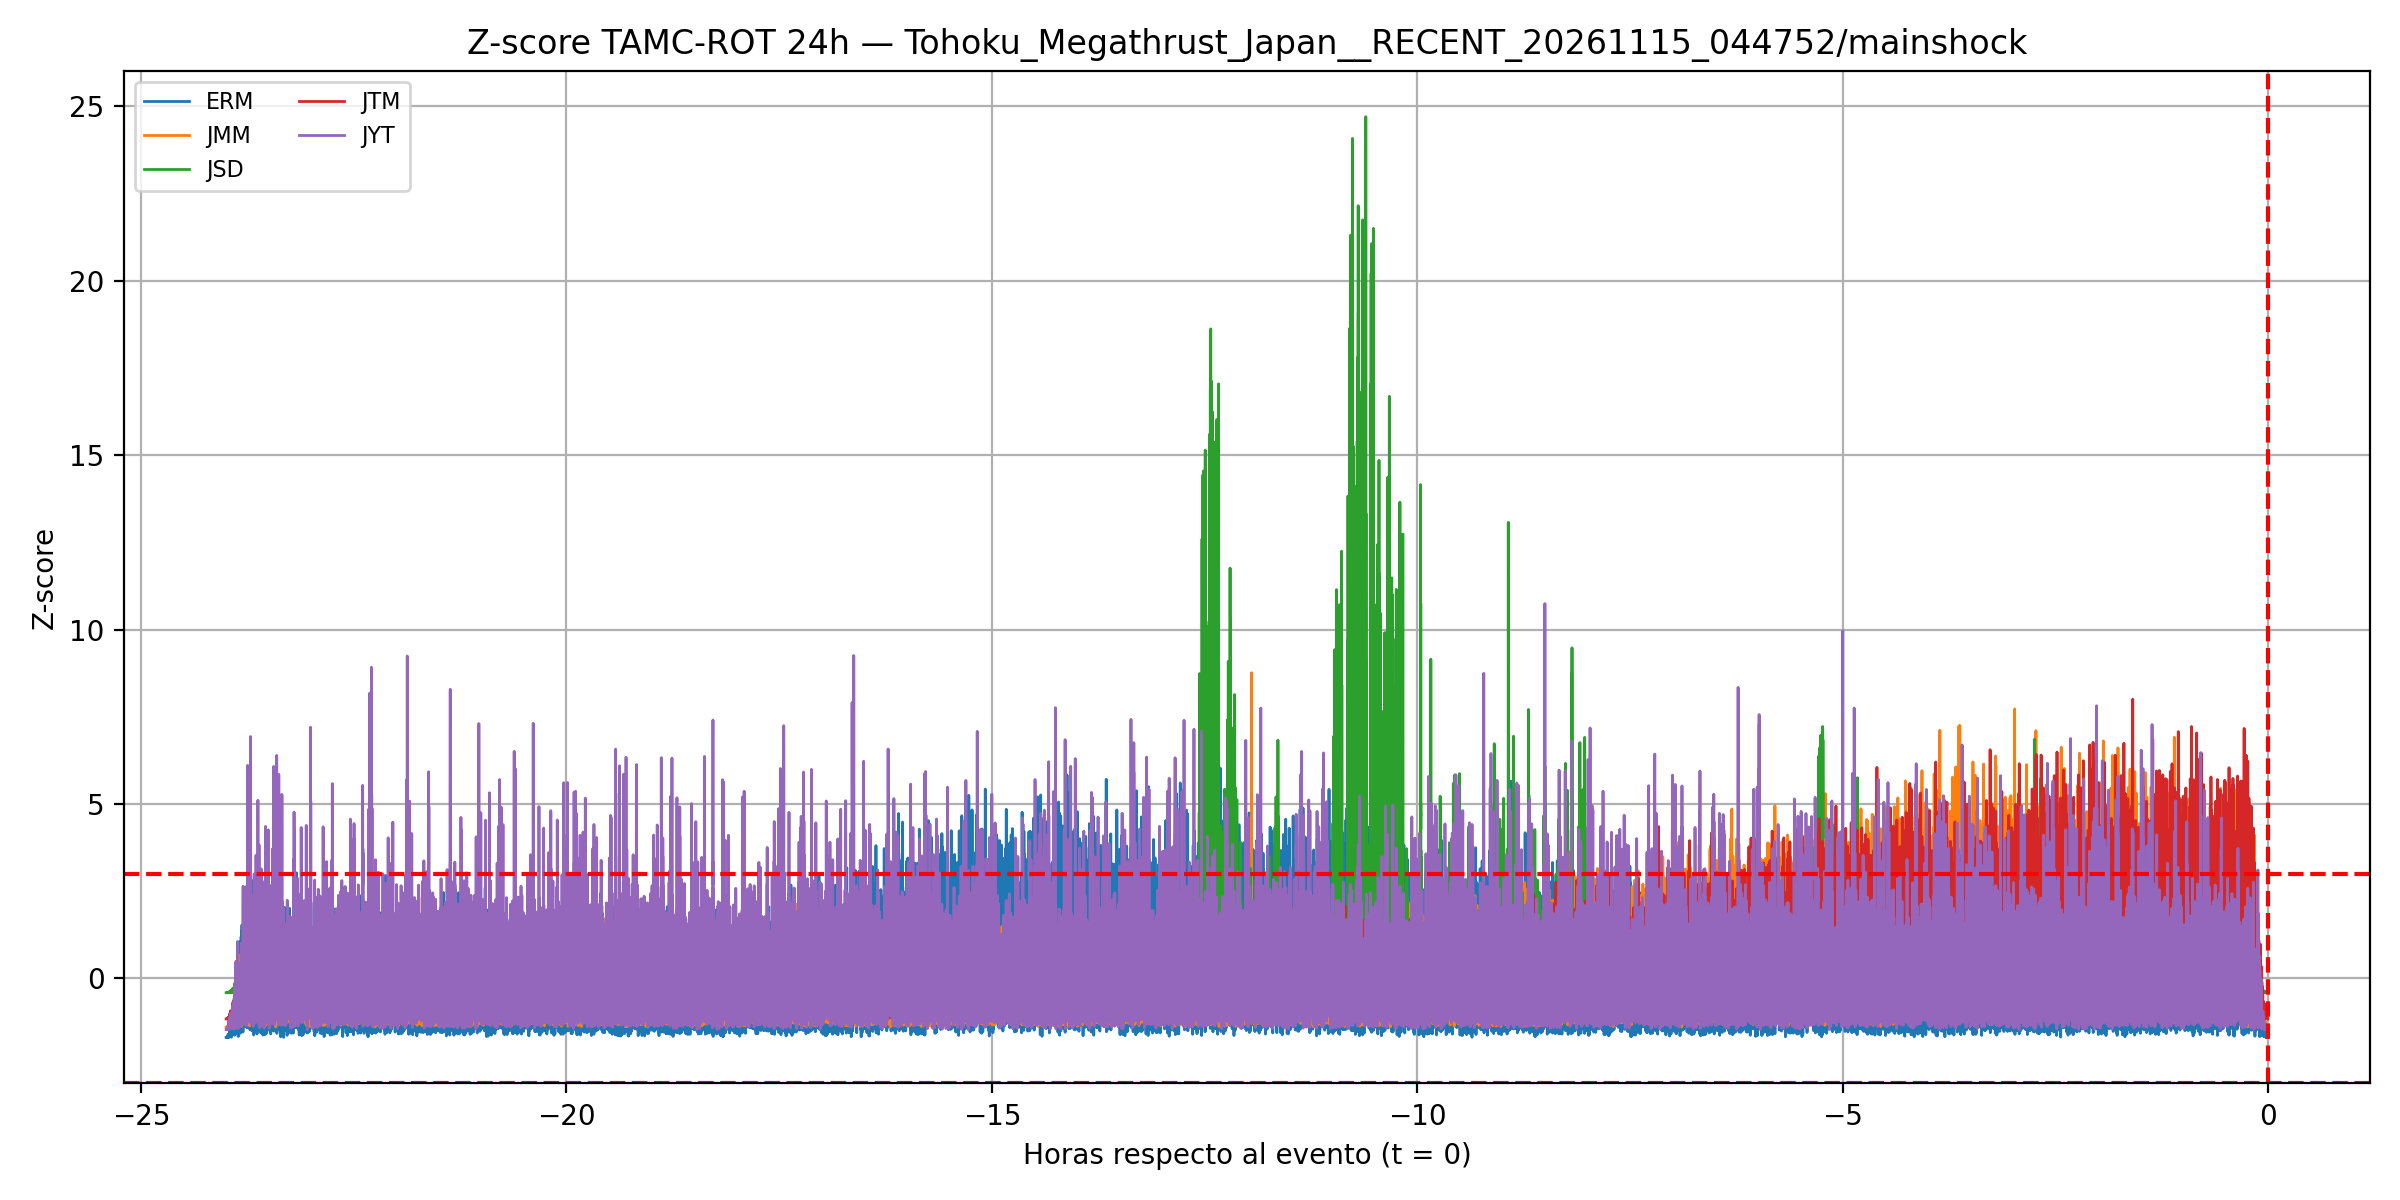 Z-score TAMC-ROT 24h — Tohoku_Megathrust_Japan__RECENT_20261115_044752/mainshock
ERM
JMM
JSD
JTM
JYT
25
20
15
10
5
0
Z-score
−25
−20
−15
−10
−5
0
Horas respecto al evento (t = 0)